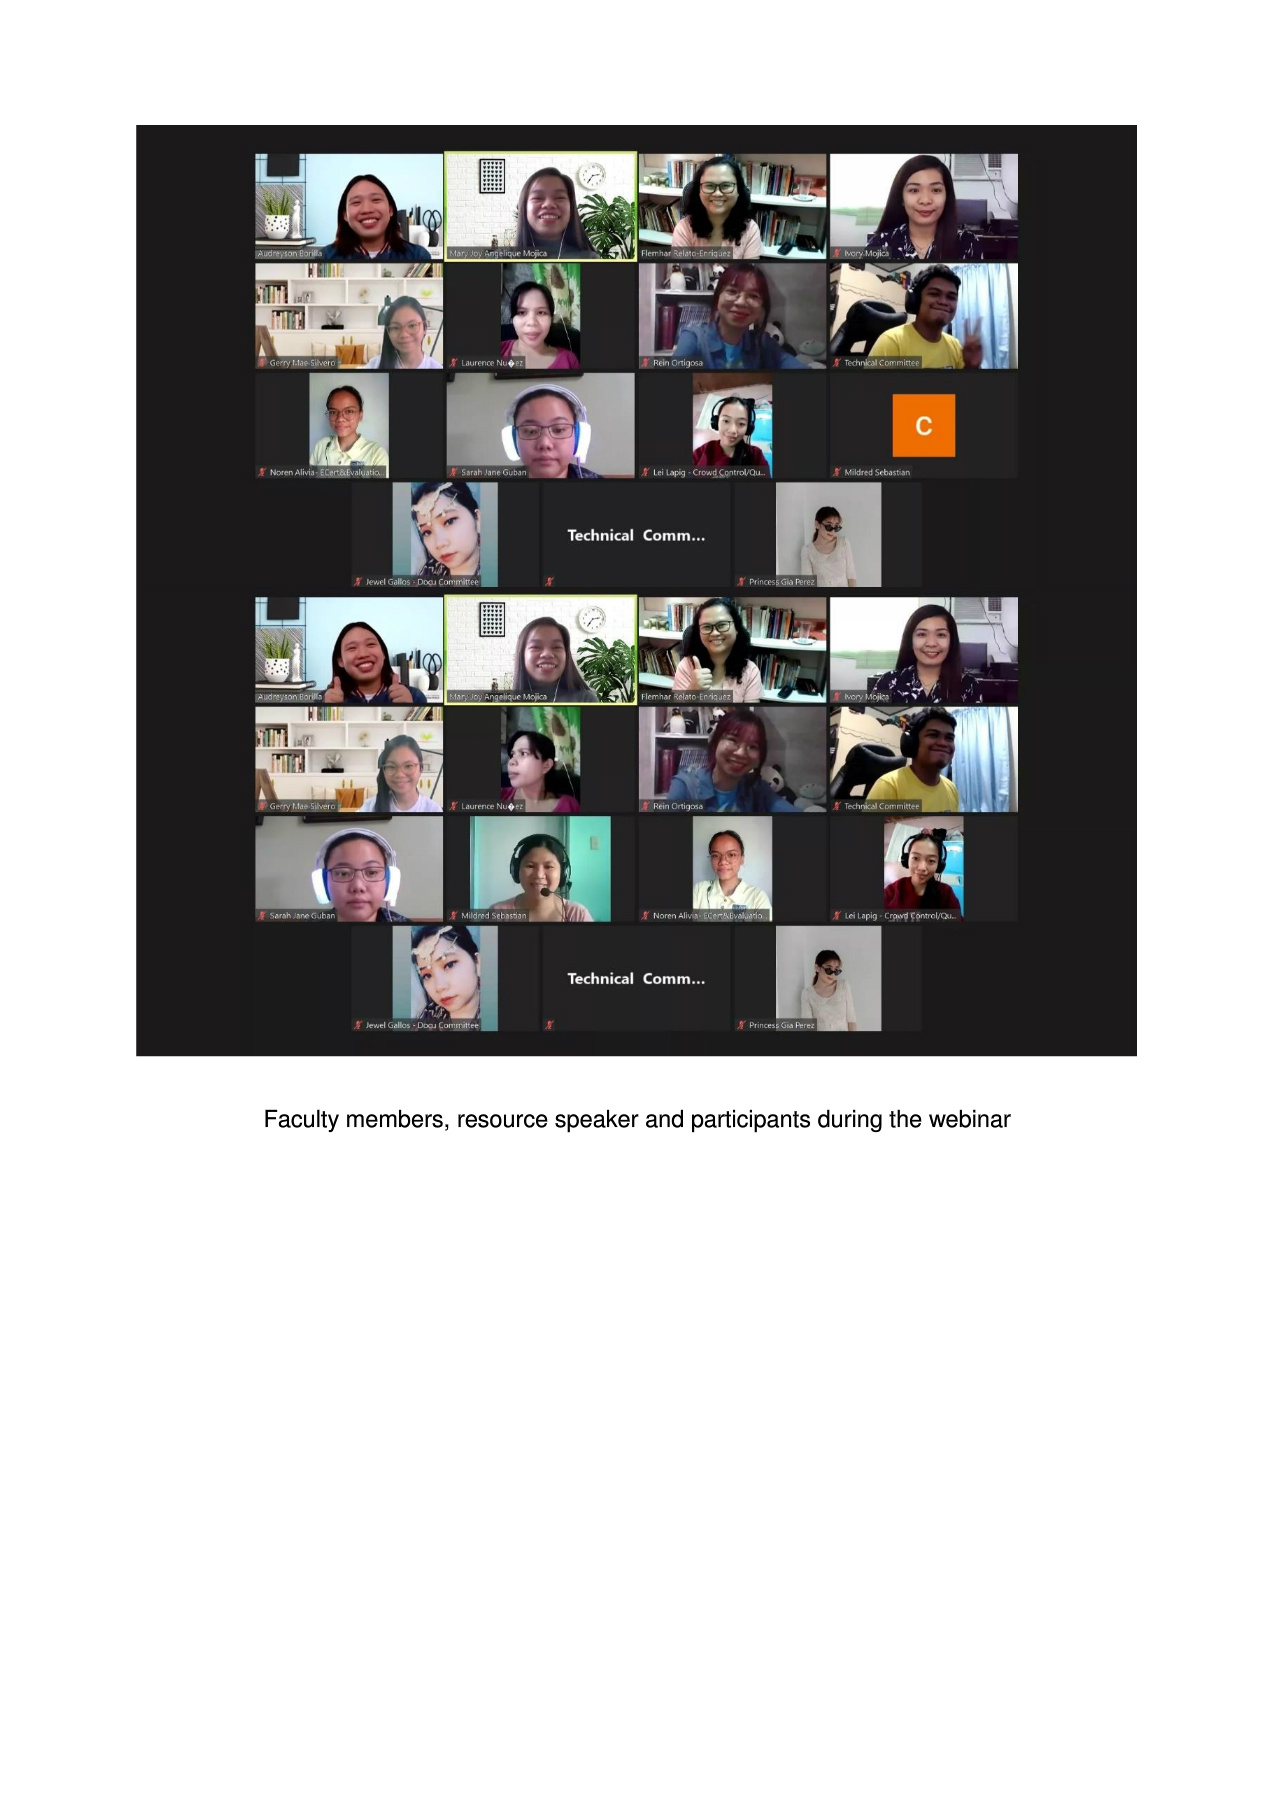 Audreyson Borilla
Mary Joy Angelique Mojica
Flemhar Relato-Enriquez
Ivory Mojica
Gerry Mae Silvero
Laurence Nu�ez
Rein Ortigosa
Technical Committee
Noren Alivia- ECert&Evaluatio...
Sarah Jane Guban
Lei Lapig - Crowd Control/Qu...
C
Mildred Sebastian
Jewel Gallos - Docu Committee
Technical Comm...
Princess Gia Perez
Audreyson Borilla
Mary Joy Angelique Mojica
Flemhar Relato-Enriquez
Ivory Mojica
Gerry Mae Silvero
Laurence Nu�ez
Rein Ortigosa
Technical Committee
Sarah Jane Guban
Mildred Sebastian
Noren Alivia- ECert&Evaluatio...
Lei Lapig - Crowd Control/Qu...
Jewel Gallos - Docu Committee
Technical Comm...
Princess Gia Perez
Faculty members, resource speaker and participants during the webinar